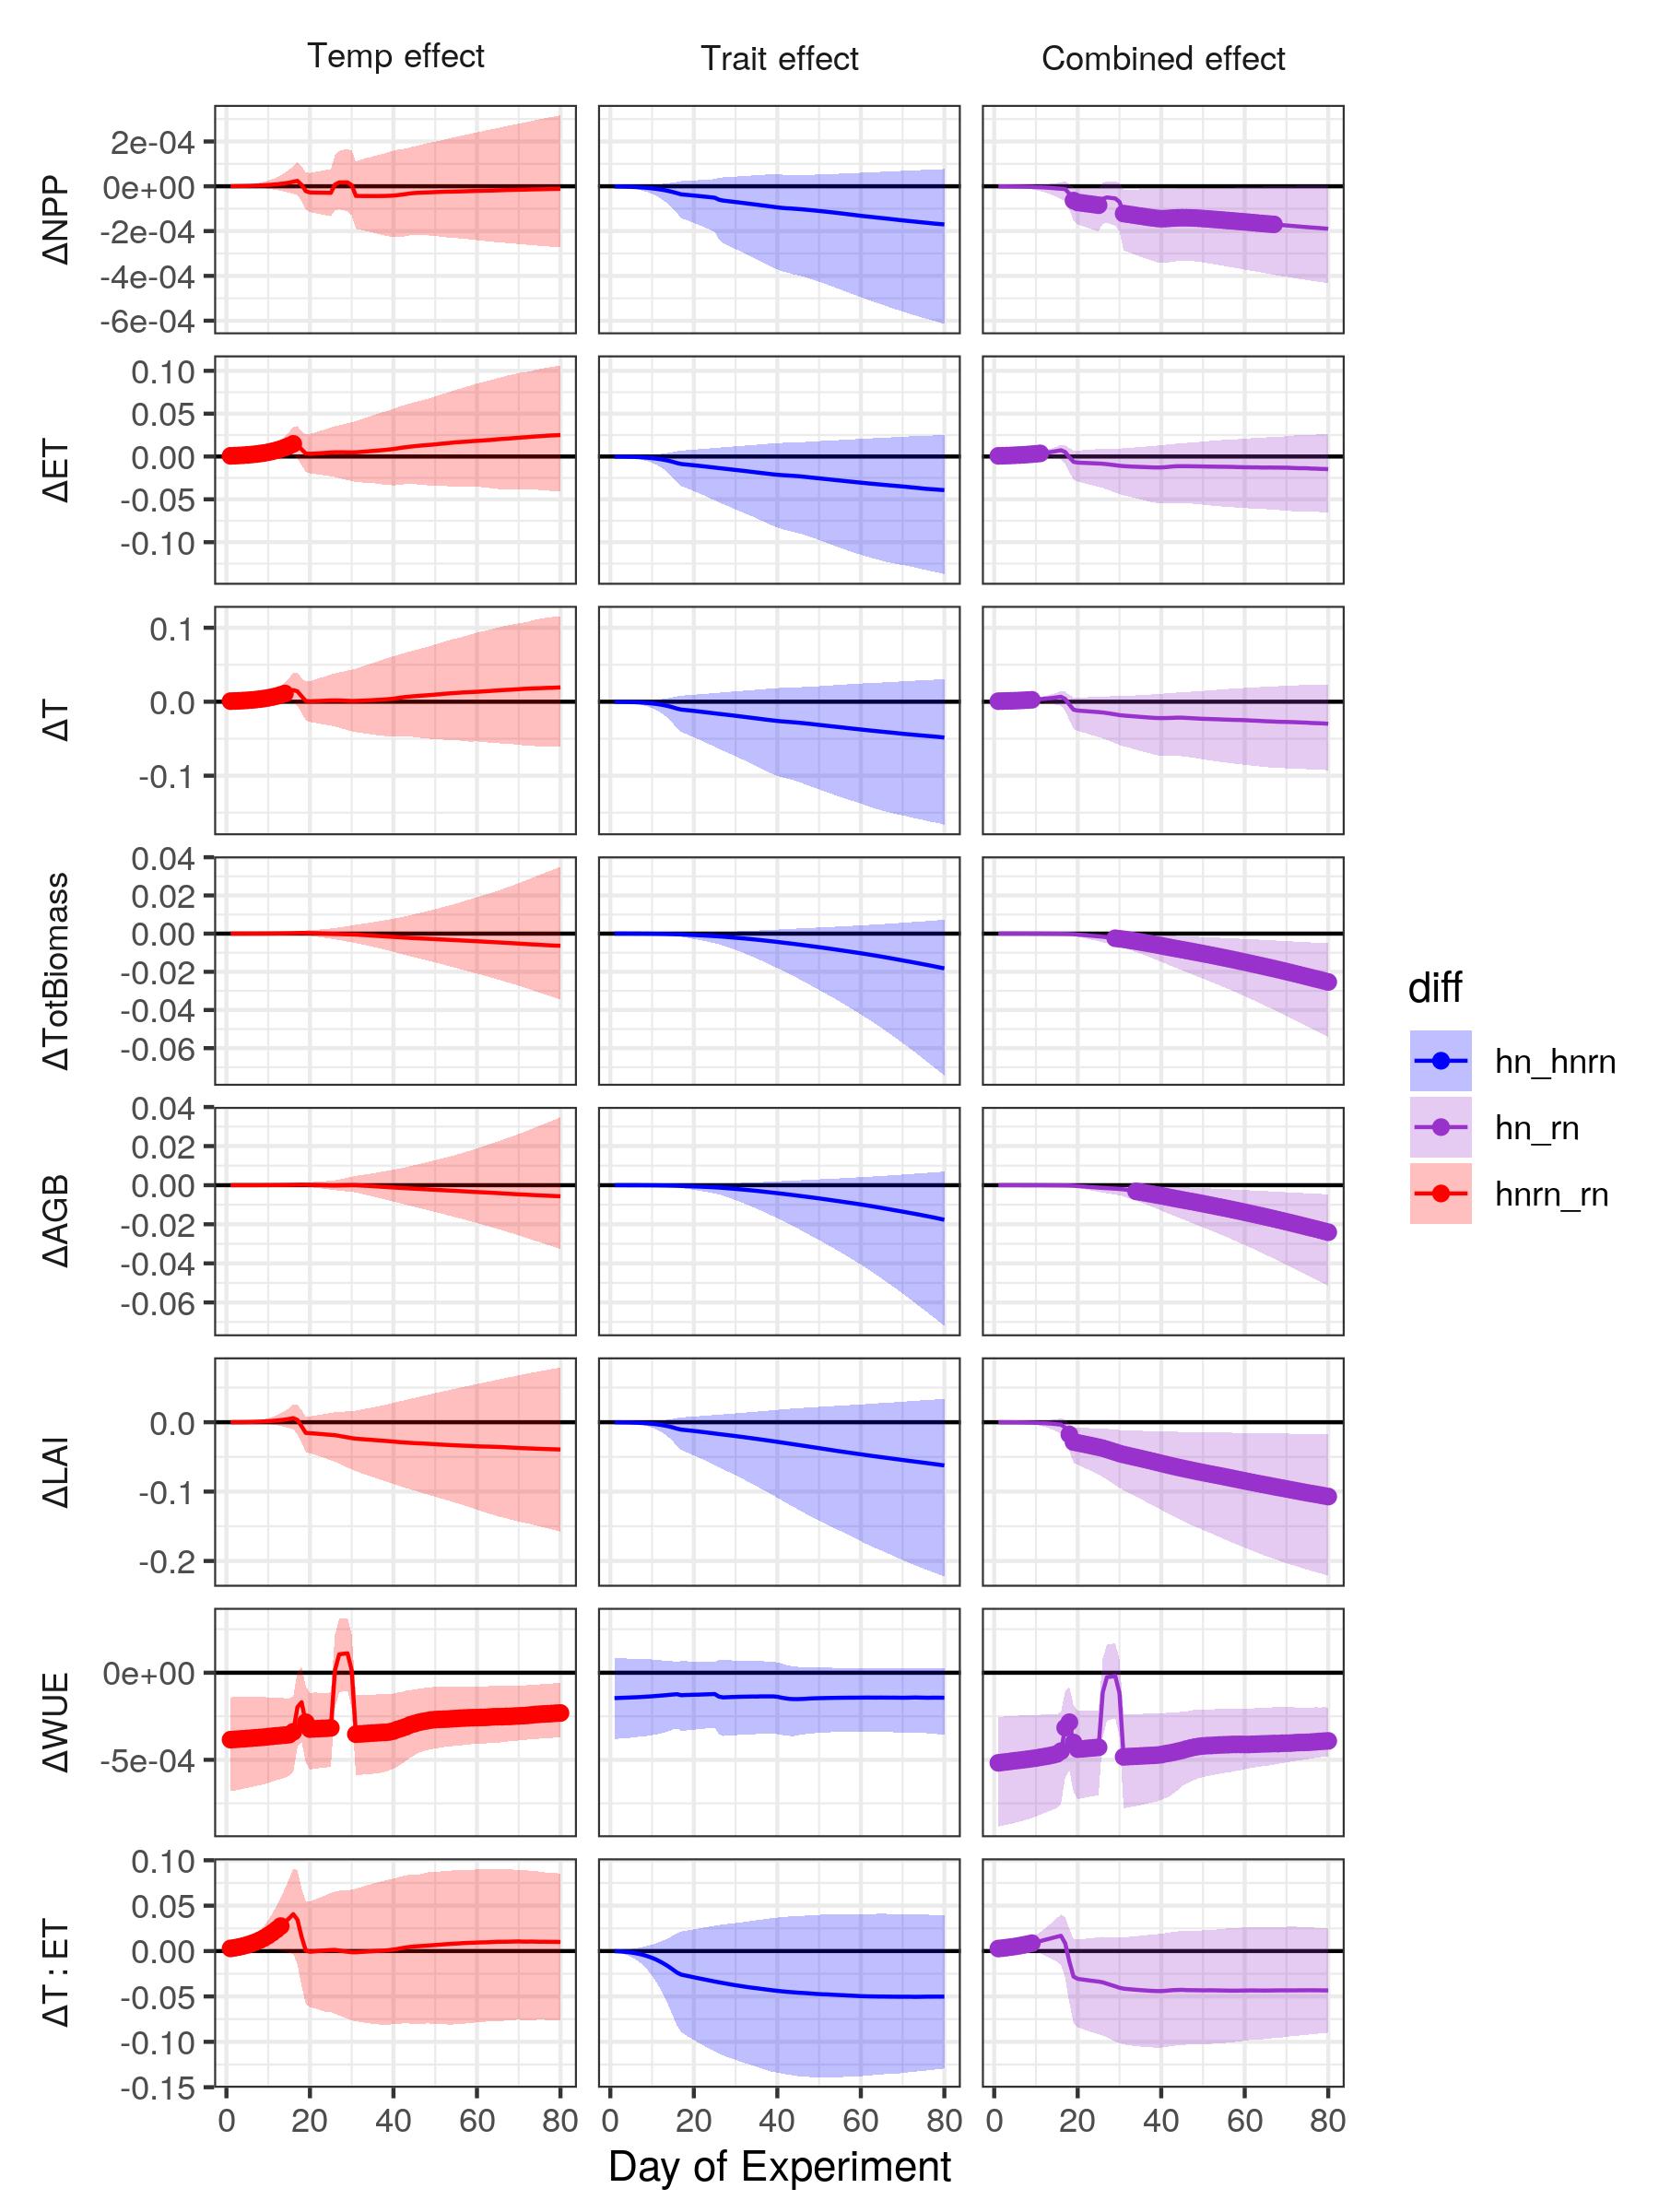 Temp effect
Trait effect
Combined effect
ΔNPP
2e-04
0e+00
-2e-04
-4e-04
-6e-04
ΔET
0.10
0.05
0.00
-0.05
-0.10
ΔT
0.1
0.0
-0.1
ΔTotBiomass
0.04
0.02
0.00
-0.02
-0.04
-0.06
ΔAGB
0.04
0.02
0.00
-0.02
-0.04
-0.06
ΔLAI
0.0
-0.1
-0.2
ΔWUE
0e+00
-5e-04
ΔT : ET
0.10
0.05
0.00
-0.05
-0.10
-0.15
0 20 40 60 80
0 20 40 60 80
0 20 40 60 80
Day of Experiment
diff
hn_hnrn
hn_rn
hnrn_rn